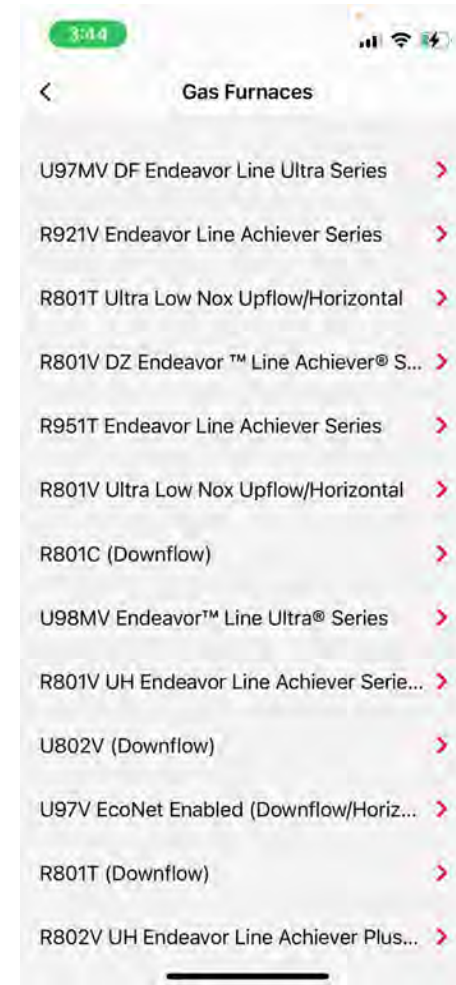 3:44
Gas Furnaces
U97MV DF Endeavor Line Ultra Series
R921V Endeavor Line Achiever Series
R801T Ultra Low Nox Upflow/Horizontal
R801V DZ Endeavor ™ Line Achiever® S...
R951T Endeavor Line Achiever Series
R801V Ultra Low Nox Upflow/Horizontal
R801C (Downflow)
U98MV Endeavor™ Line Ultra® Series
R801V UH Endeavor Line Achiever Serie...
U802V (Downflow)
U97V EcoNet Enabled (Downflow/Horiz...
R801T (Downflow)
R802V UH Endeavor Line Achiever Plus...